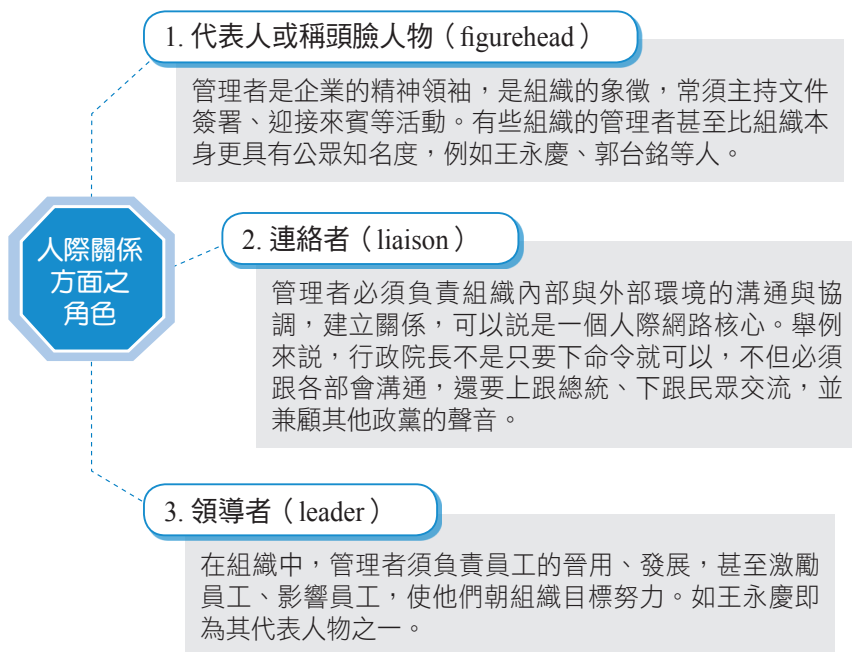 1. 代表人或稱頭臉人物（figurehead）
管理者是企業的精神領袖，是組織的象徵，常須主持文件
簽署、迎接來賓等活動。有些組織的管理者甚至比組織本
身更具有公眾知名度，例如王永慶、郭台銘等人。
人際關係
方面之
角色
2. 連絡者（liaison）
管理者必須負責組織內部與外部環境的溝通與協
調，建立關係，可以說是一個人際網路核心。舉例
來說，行政院長不是只要下命令就可以，不但必須
跟各部會溝通，還要上跟總統、下跟民眾交流，並
兼顧其他政黨的聲音。
3. 領導者（leader）
在組織中，管理者須負責員工的晉用、發展，甚至激勵
員工、影響員工，使他們朝組織目標努力。如王永慶即
為其代表人物之一。